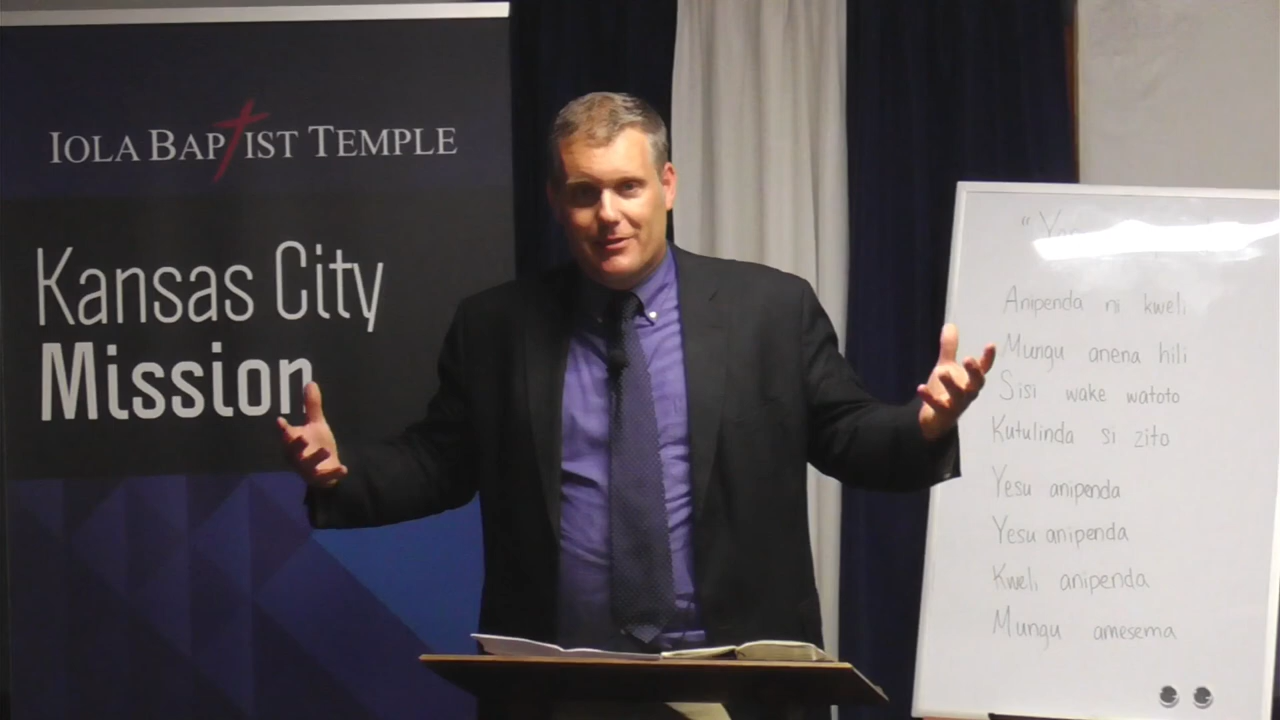 IOLA BAPTIST TEMPLE
Kansas City
Mission
Anipenda ni kweli
Mungu anena hili
Sisi wake watoto
Kutulinda si zito
Yesu anipenda
Yesu anipenda
Kweli anipenda
Mungu amesema